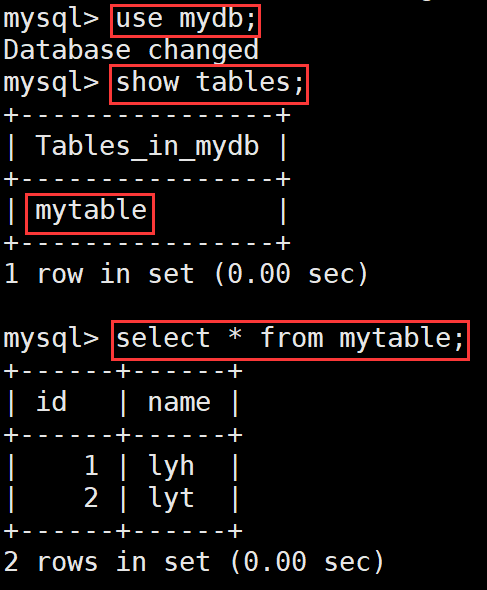 mysql> use mydb;
Database changed
mysql> show tables;
+----------------+
| Tables_in_mydb |
+----------------+
| mytable        |
+----------------+
1 row in set (0.00 sec)

mysql> select * from mytable;
+------+------+
| id   | name |
+------+------+
|    1 | lyh  |
|    2 | lyt  |
+------+------+
2 rows in set (0.00 sec)